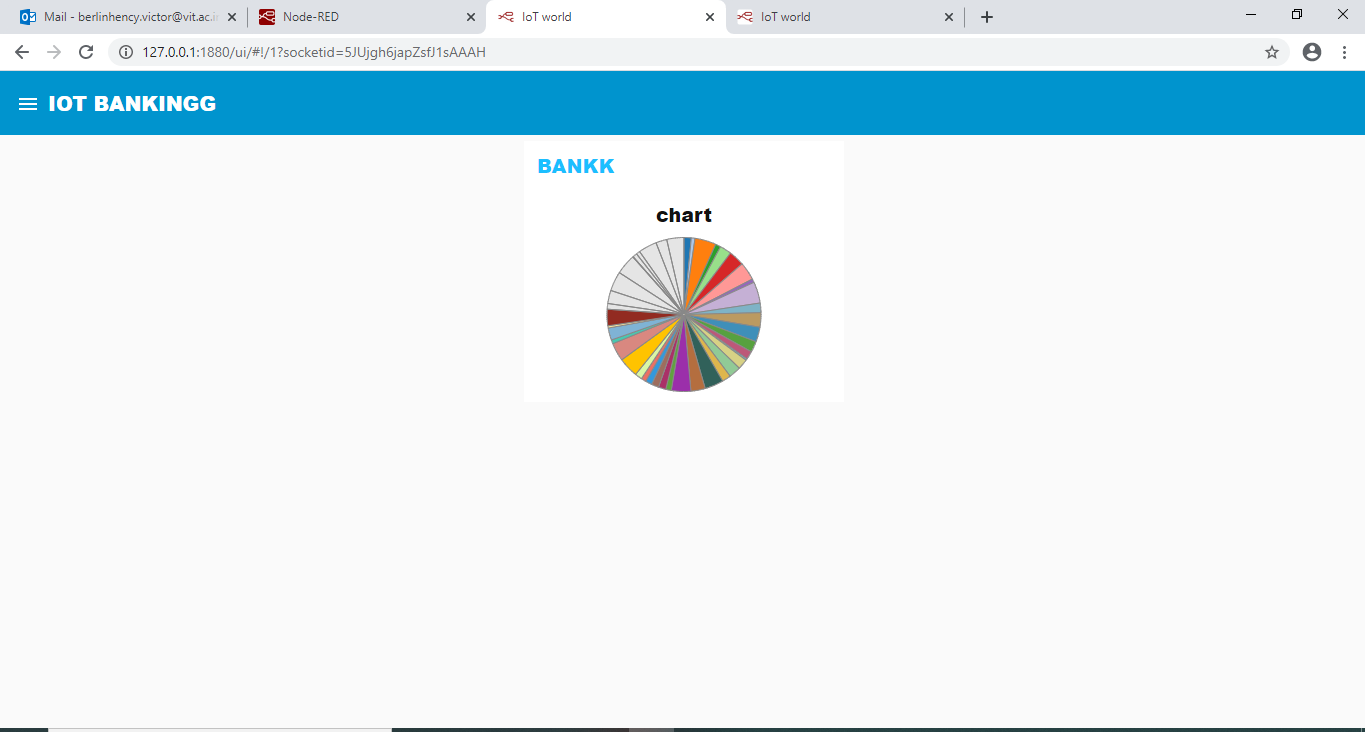 Mail - berlinhency.victor@vit.ac.in
Node-RED
IoT world
IoT world
127.0.0.1:1880/ui/#!/1?socketid=5JUjgh6japZsfJ1sAAAH
IOT BANKINGG
BANKK
chart